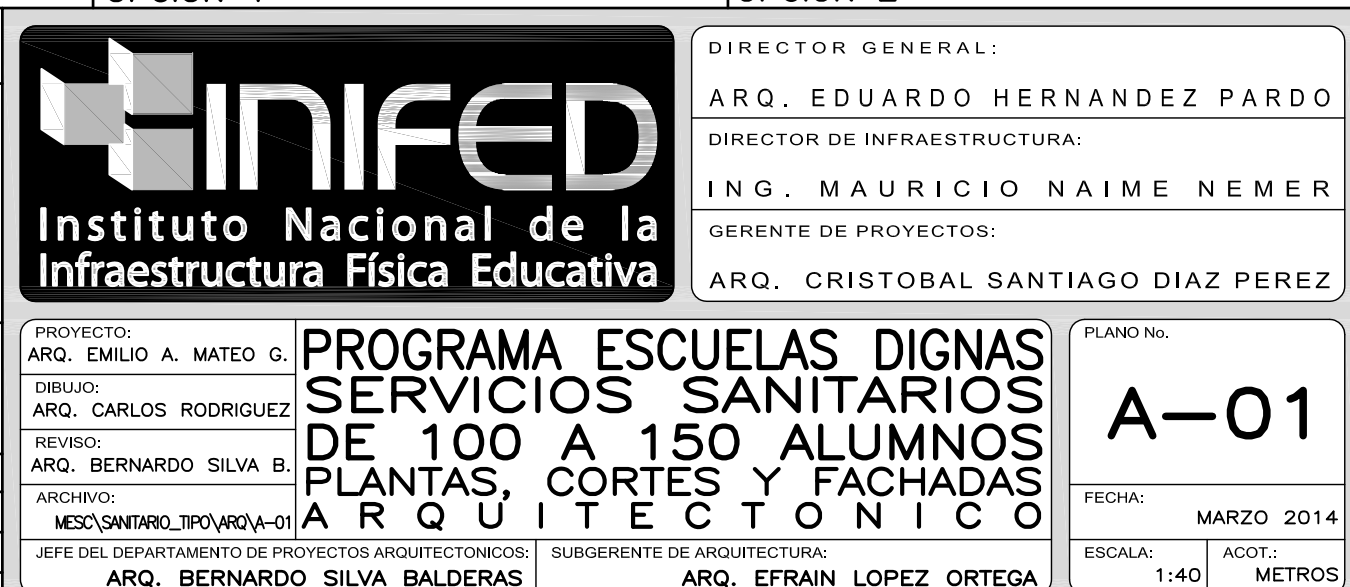 INIFED
Instituto Nacional de la
Infraestructura Física Educativa
DIRECTOR GENERAL:
ARQ. EDUARDO HERNANDEZ PARDO
DIRECTOR DE INFRAESTRUCTURA:
ING. MAURICIO NAIME NEMER
GERENTE DE PROYECTOS:
ARQ. CRISTOBAL SANTIAGO DIAZ PEREZ
PROYECTO:
ARQ. EMILIO A. MATEO G.
DIBUJO:
ARQ. CARLOS RODRIGUEZ
REVISO:
ARQ. BERNARDO SILVA B.
ARCHIVO:
MESC\SANITARIO_TIPO\ARQ\A-01
PROGRAMA ESCUELAS DIGNAS
SERVICIOS SANITARIOS
DE 100 A 150 ALUMNOS
PLANTAS, CORTES Y FACHADAS
ARQUITECTONICO
JEFE DEL DEPARTAMENTO DE PROYECTOS ARQUITECTONICOS:
ARQ. BERNARDO SILVA BALDERAS
SUBGERENTE DE ARQUITECTURA:
ARQ. EFRAIN LOPEZ ORTEGA
PLANO No.
A-01
FECHA:
MARZO 2014
ESCALA:
1:40
ACOT.:
METROS